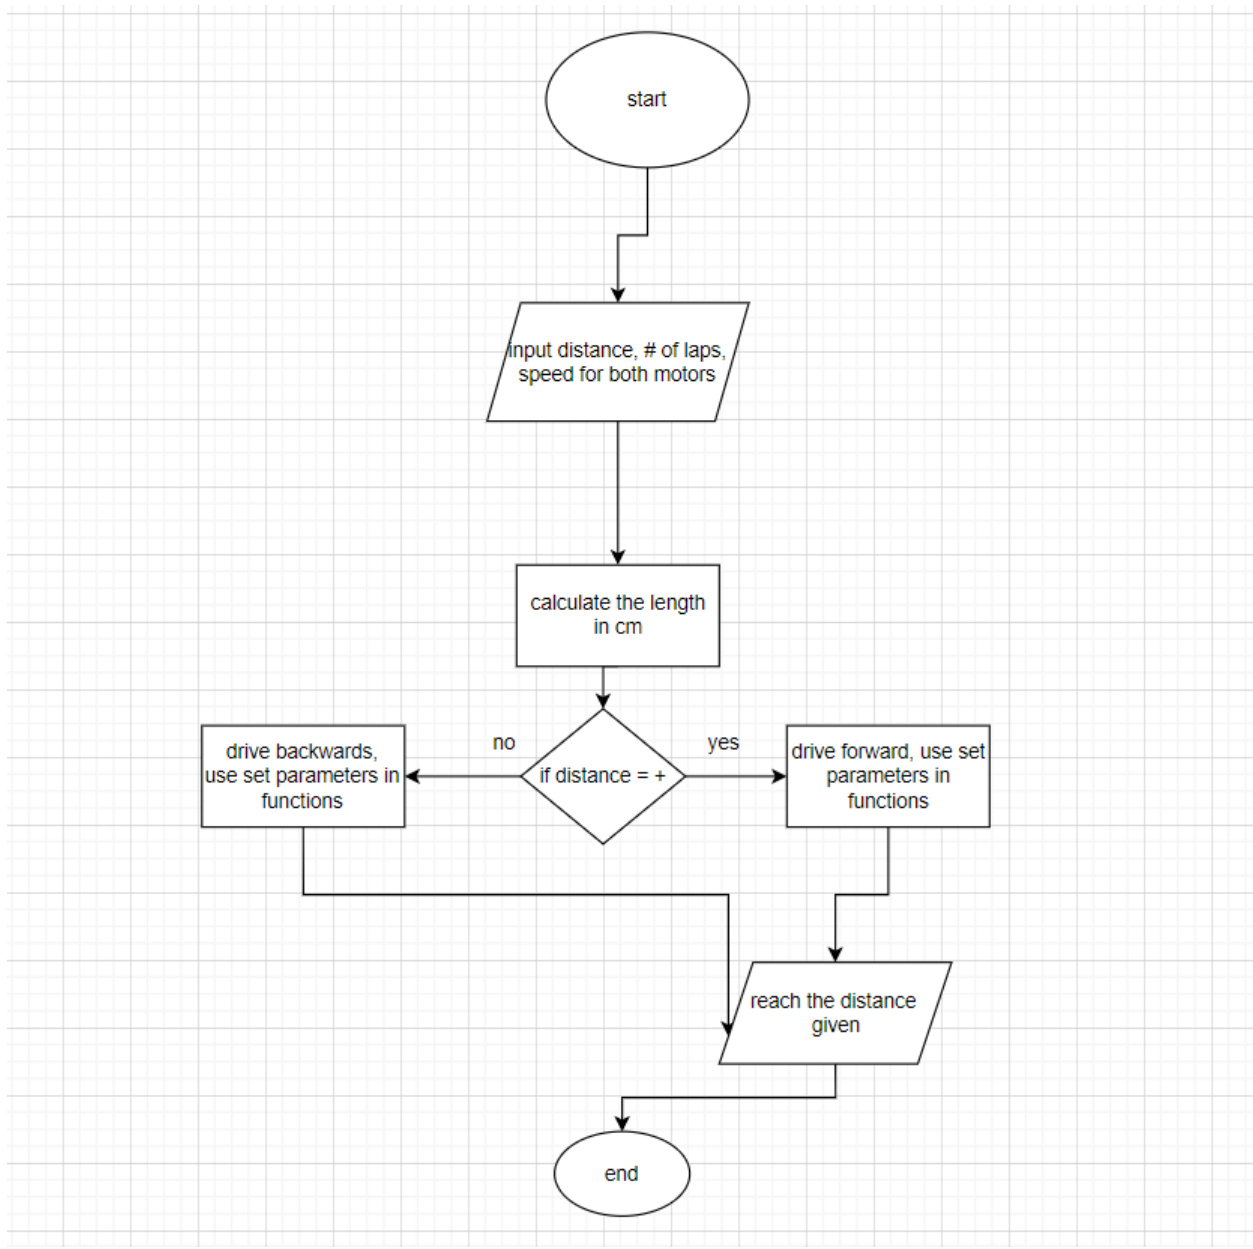 start
input distance, # of laps,
speed for both motors
calculate the length
in cm
no
if distance = +
yes
drive backwards,
use set parameters in
functions
drive forward, use set
parameters in
functions
reach the distance
given
end